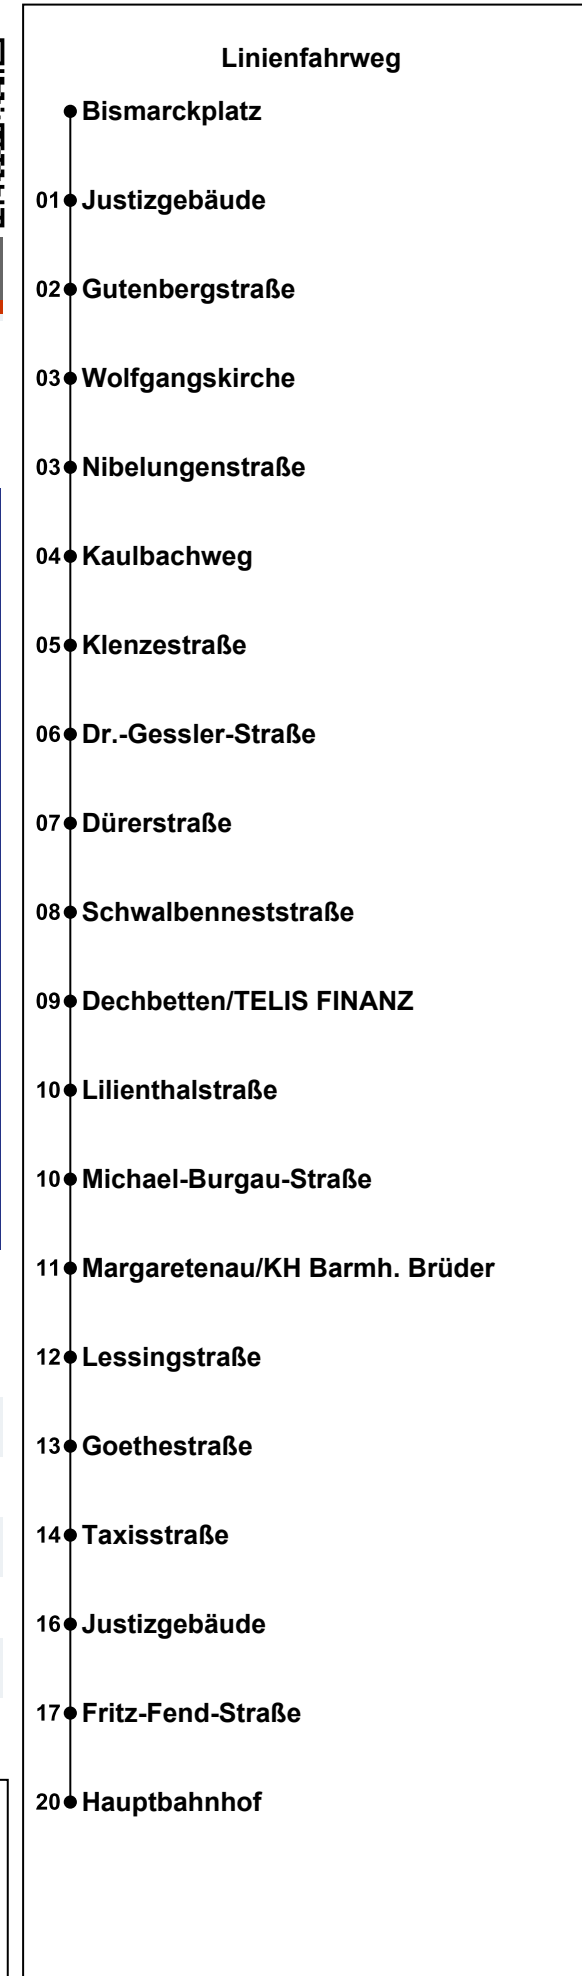 Linienfahrweg
Bismarckplatz
01 Justizgebäude
02 Gutenbergstraße
03 Wolfgangskirche
03 Nibelungenstraße
04 Kaulbachweg
05 Klenzestraße
06 Dr.-Gessler-Straße
07 Dürerstraße
08 Schwalbenneststraße
09 Dechbetten/TELIS FINANZ
10 Lilienthalstraße
10 Michael-Burgau-Straße
11 Margaretenau/KH Barmh. Brüder
12 Lessingstraße
13 Goethestraße
14 Taxisstraße
16 Justizgebäude
17 Fritz-Fend-Straße
20 Hauptbahnhof